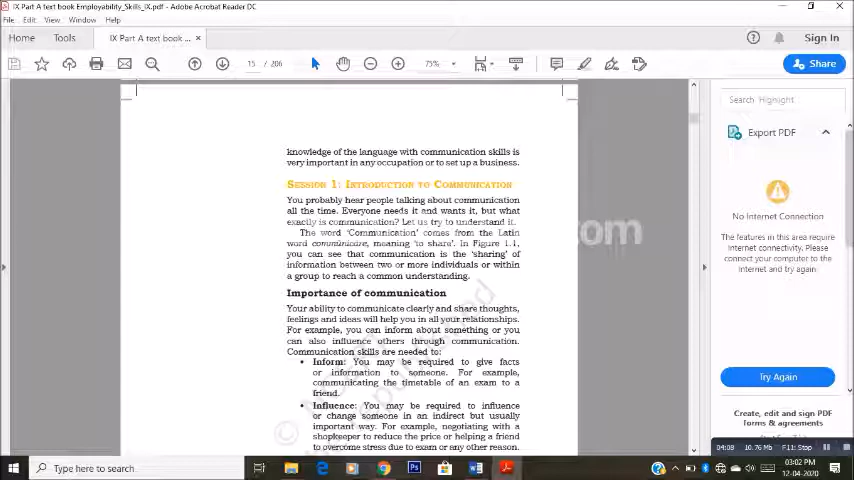 IX Part A text book Employability_Skills_IX.pdf - Adobe Acrobat Reader DC
File Edit View Window Help
Home Tools IX Part A text book ... × Sign In
15 / 206 75% Share
knowledge of the language with communication skills is
very important in any occupation or to set up a business.
Session 1: Introduction to Communication
You probably hear people talking about communication
all the time. Everyone needs it and wants it, but what
exactly is communication? Let us try to understand it.
The word 'Communication' comes from the Latin
word communicare, meaning 'to share'. In Figure 1.1,
you can see that communication is the 'sharing' of
information between two or more individuals or within
a group to reach a common understanding.
Importance of communication
Your ability to communicate clearly and share thoughts,
feelings and ideas will help you in all your relationships.
For example, you can inform about something or you
can also influence others through communication.
Communication skills are needed to:
• Inform: You may be required to give facts
or information to someone. For example,
communicating the timetable of an exam to a
friend.
• Influence: You may be required to influence
or change someone in an indirect but usually
important way. For example, negotiating with a
shopkeeper to reduce the price or helping a friend
to overcome stress due to exam or any other reason.
.com
Search 'Highlight'
Export PDF
No Internet Connection
The features in this area require
Internet connectivity. Please
connect your computer to the
Internet and try again
Try Again
Create, edit and sign PDF
forms & agreements
04:08 10.76 Mb F11: Stop
Type here to search
03:02 PM
12-04-2020